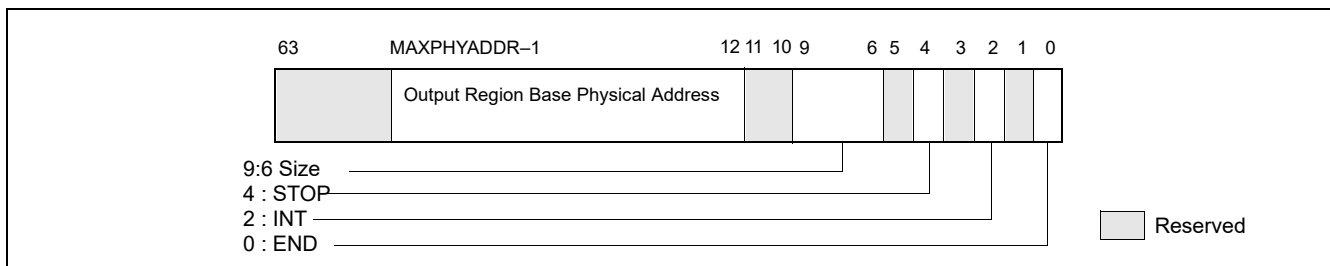 63 MAXPHYADDR–1 12 11 10 9 6 5 4 3 2 1 0
Output Region Base Physical Address
9:6 Size
4 : STOP
2 : INT
0 : END
Reserved